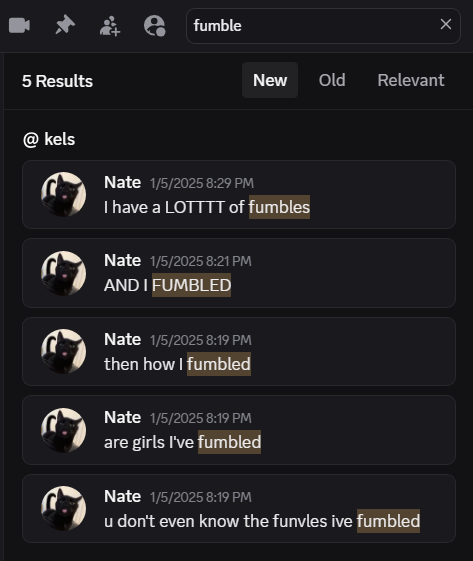 fumble
5 Results
New
Old
Relevant
@ kels
Nate 1/5/2025 8:29 PM
I have a LOTTTT of fumbles
Nate 1/5/2025 8:21 PM
AND I FUMBLED
Nate 1/5/2025 8:19 PM
then how I fumbled
Nate 1/5/2025 8:19 PM
are girls I've fumbled
Nate 1/5/2025 8:19 PM
u don't even know the funvles ive fumbled